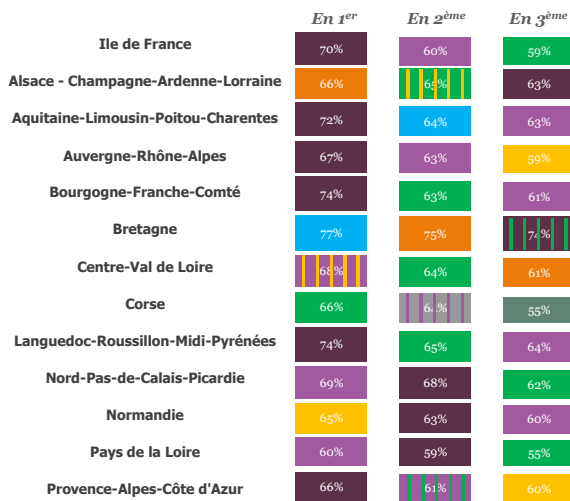 En 1er En 2ème En 3ème
Ile de France 70% 60% 59%
Alsace - Champagne-Ardenne-Lorraine 66% 65% 63%
Aquitaine-Limousin-Poitou-Charentes 72% 64% 63%
Auvergne-Rhône-Alpes 67% 63% 59%
Bourgogne-Franche-Comté 74% 63% 61%
Bretagne 77% 75% 74%
Centre-Val de Loire 68% 64% 61%
Corse 66% 64% 55%
Languedoc-Roussillon-Midi-Pyrénées 74% 65% 64%
Nord-Pas-de-Calais-Picardie 69% 68% 62%
Normandie 65% 63% 60%
Pays de la Loire 60% 59% 55%
Provence-Alpes-Côte d'Azur 66% 61% 60%